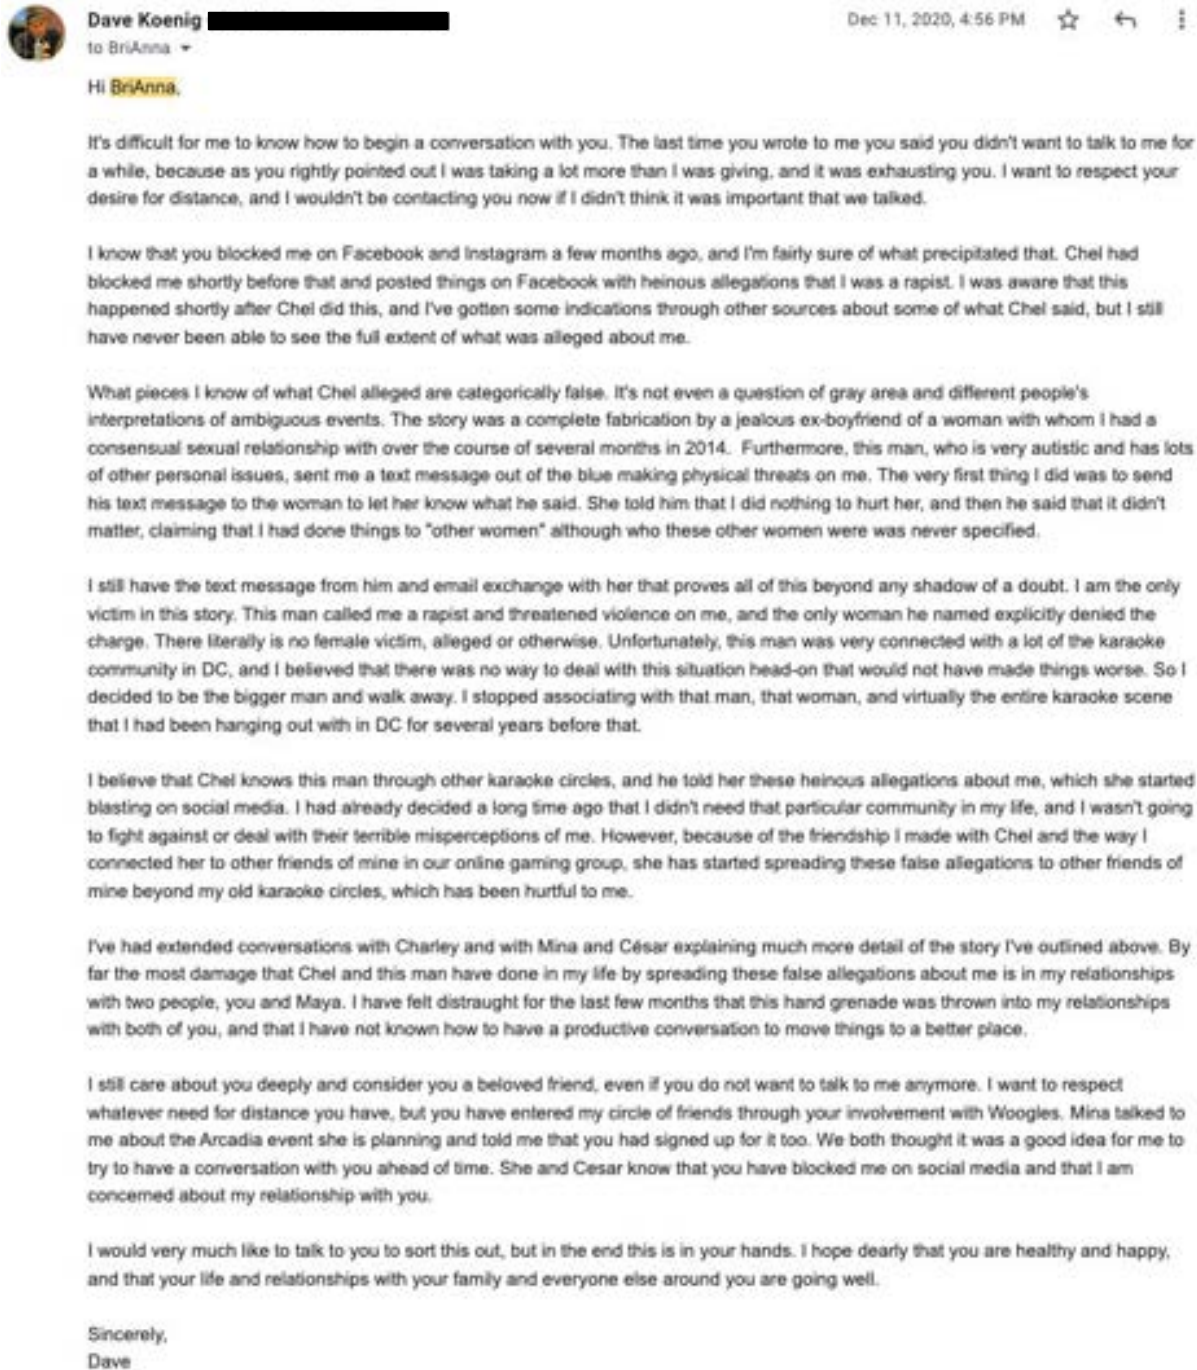 Dave Koenig
Dec 11, 2020, 4:56 PM
to BriAnna
Hi BriAnna,
It's difficult for me to know how to begin a conversation with you. The last time you wrote to me you said you didn't want to talk to me for
a while, because as you rightly pointed out I was taking a lot more than I was giving, and it was exhausting you. I want to respect your
desire for distance, and I wouldn't be contacting you now if I didn't think it was important that we talked.
I know that you blocked me on Facebook and Instagram a few months ago, and I'm fairly sure of what precipitated that. Chel had
blocked me shortly before that and posted things on Facebook with heinous allegations that I was a rapist. I was aware that this
happened shortly after Chel did this, and I've gotten some indications through other sources about some of what Chel said, but I still
have never been able to see the full extent of what was alleged about me.
What pieces I know of what Chel alleged are categorically false. It's not even a question of gray area and different people's
interpretations of ambiguous events. The story was a complete fabrication by a jealous ex-boyfriend of a woman with whom I had a
consensual sexual relationship with over the course of several months in 2014. Furthermore, this man, who is very autistic and has lots
of other personal issues, sent me a text message out of the blue making physical threats on me. The very first thing I did was to send
his text message to the woman to let her know what he said. She told him that I did nothing to hurt her, and then he said that it didn't
matter, claiming that I had done things to "other women" although who these other women were was never specified.
I still have the text message from him and email exchange with her that proves all of this beyond any shadow of a doubt. I am the only
victim in this story. This man called me a rapist and threatened violence on me, and the only woman he named explicitly denied the
charge. There literally is no female victim, alleged or otherwise. Unfortunately, this man was very connected with a lot of the karaoke
community in DC, and I believed that there was no way to deal with this situation head-on that would not have made things worse. So I
decided to be the bigger man and walk away. I stopped associating with that man, that woman, and virtually the entire karaoke scene
that I had been hanging out with in DC for several years before that.
I believe that Chel knows this man through other karaoke circles, and he told her these heinous allegations about me, which she started
blasting on social media. I had already decided a long time ago that I didn't need that particular community in my life, and I wasn't going
to fight against or deal with their terrible misperceptions of me. However, because of the friendship I made with Chel and the way I
connected her to other friends of mine in our online gaming group, she has started spreading these false allegations to other friends of
mine beyond my old karaoke circles, which has been hurtful to me.
I've had extended conversations with Charley and with Mina and César explaining much more detail of the story I've outlined above. By
far the most damage that Chel and this man have done in my life by spreading these false allegations about me is in my relationships
with two people, you and Maya. I have felt distraught for the last few months that this hand grenade was thrown into my relationships
with both of you, and that I have not known how to have a productive conversation to move things to a better place.
I still care about you deeply and consider you a beloved friend, even if you do not want to talk to me anymore. I want to respect
whatever need for distance you have, but you have entered my circle of friends through your involvement with Woogles. Mina talked to
me about the Arcadia event she is planning and told me that you had signed up for it too. We both thought it was a good idea for me to
try to have a conversation with you ahead of time. She and Cesar know that you have blocked me on social media and that I am
concerned about my relationship with you.
I would very much like to talk to you to sort this out, but in the end this is in your hands. I hope dearly that you are healthy and happy,
and that your life and relationships with your family and everyone else around you are going well.
Sincerely,
Dave